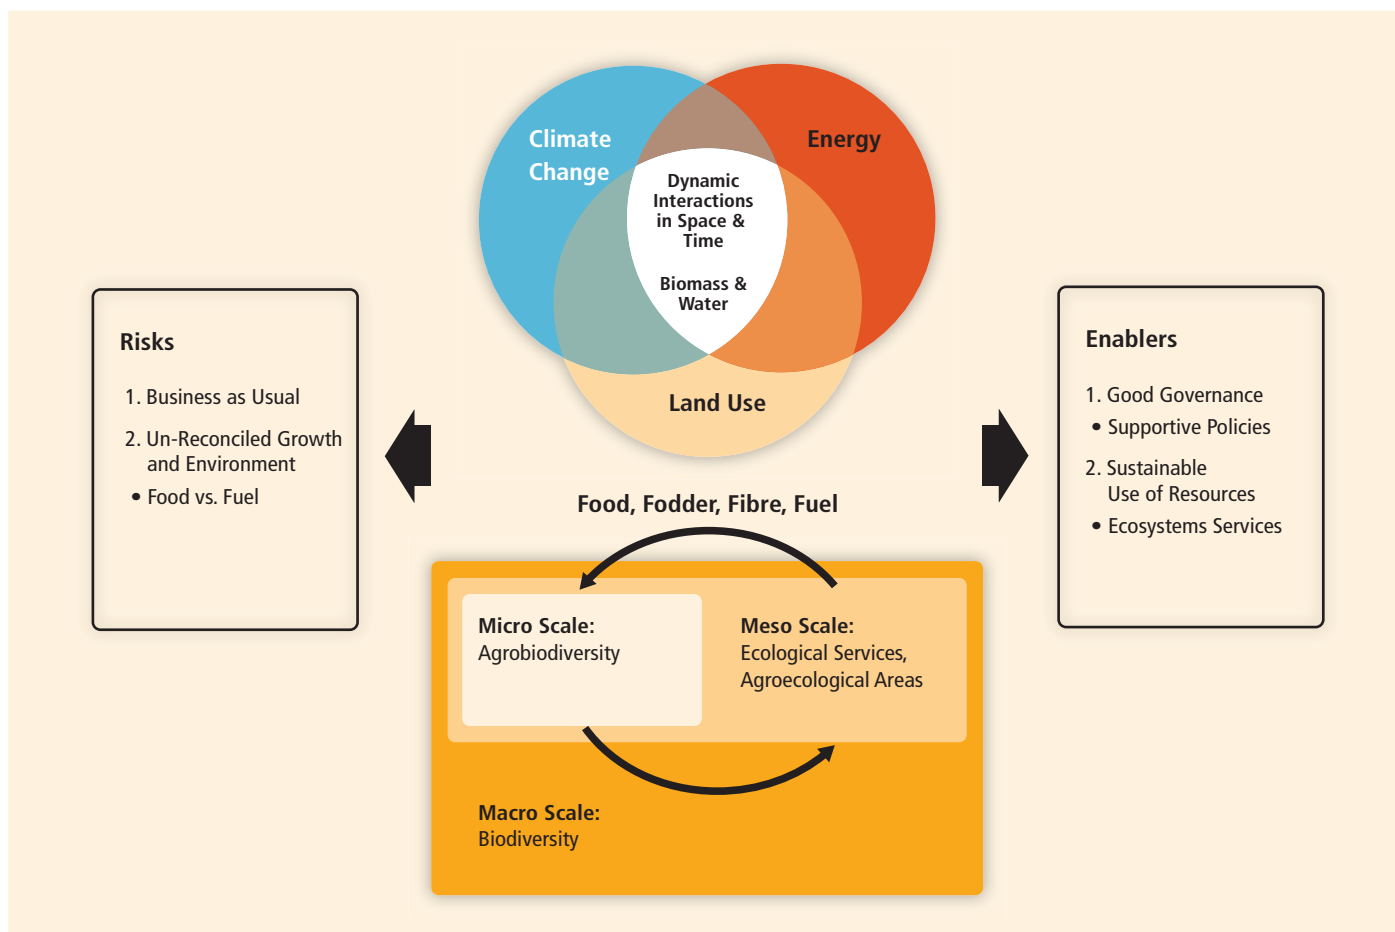 Climate
Change
Energy
Dynamic
Interactions
in Space &
Time
Biomass &
Water
Land Use
Risks
1. Business as Usual
2. Un-Reconciled Growth
and Environment
• Food vs. Fuel
Enablers
1. Good Governance
• Supportive Policies
2. Sustainable
Use of Resources
• Ecosystems Services
Food, Fodder, Fibre, Fuel
Micro Scale:
Agrobiodiversity
Meso Scale:
Ecological Services,
Agroecological Areas
Macro Scale:
Biodiversity